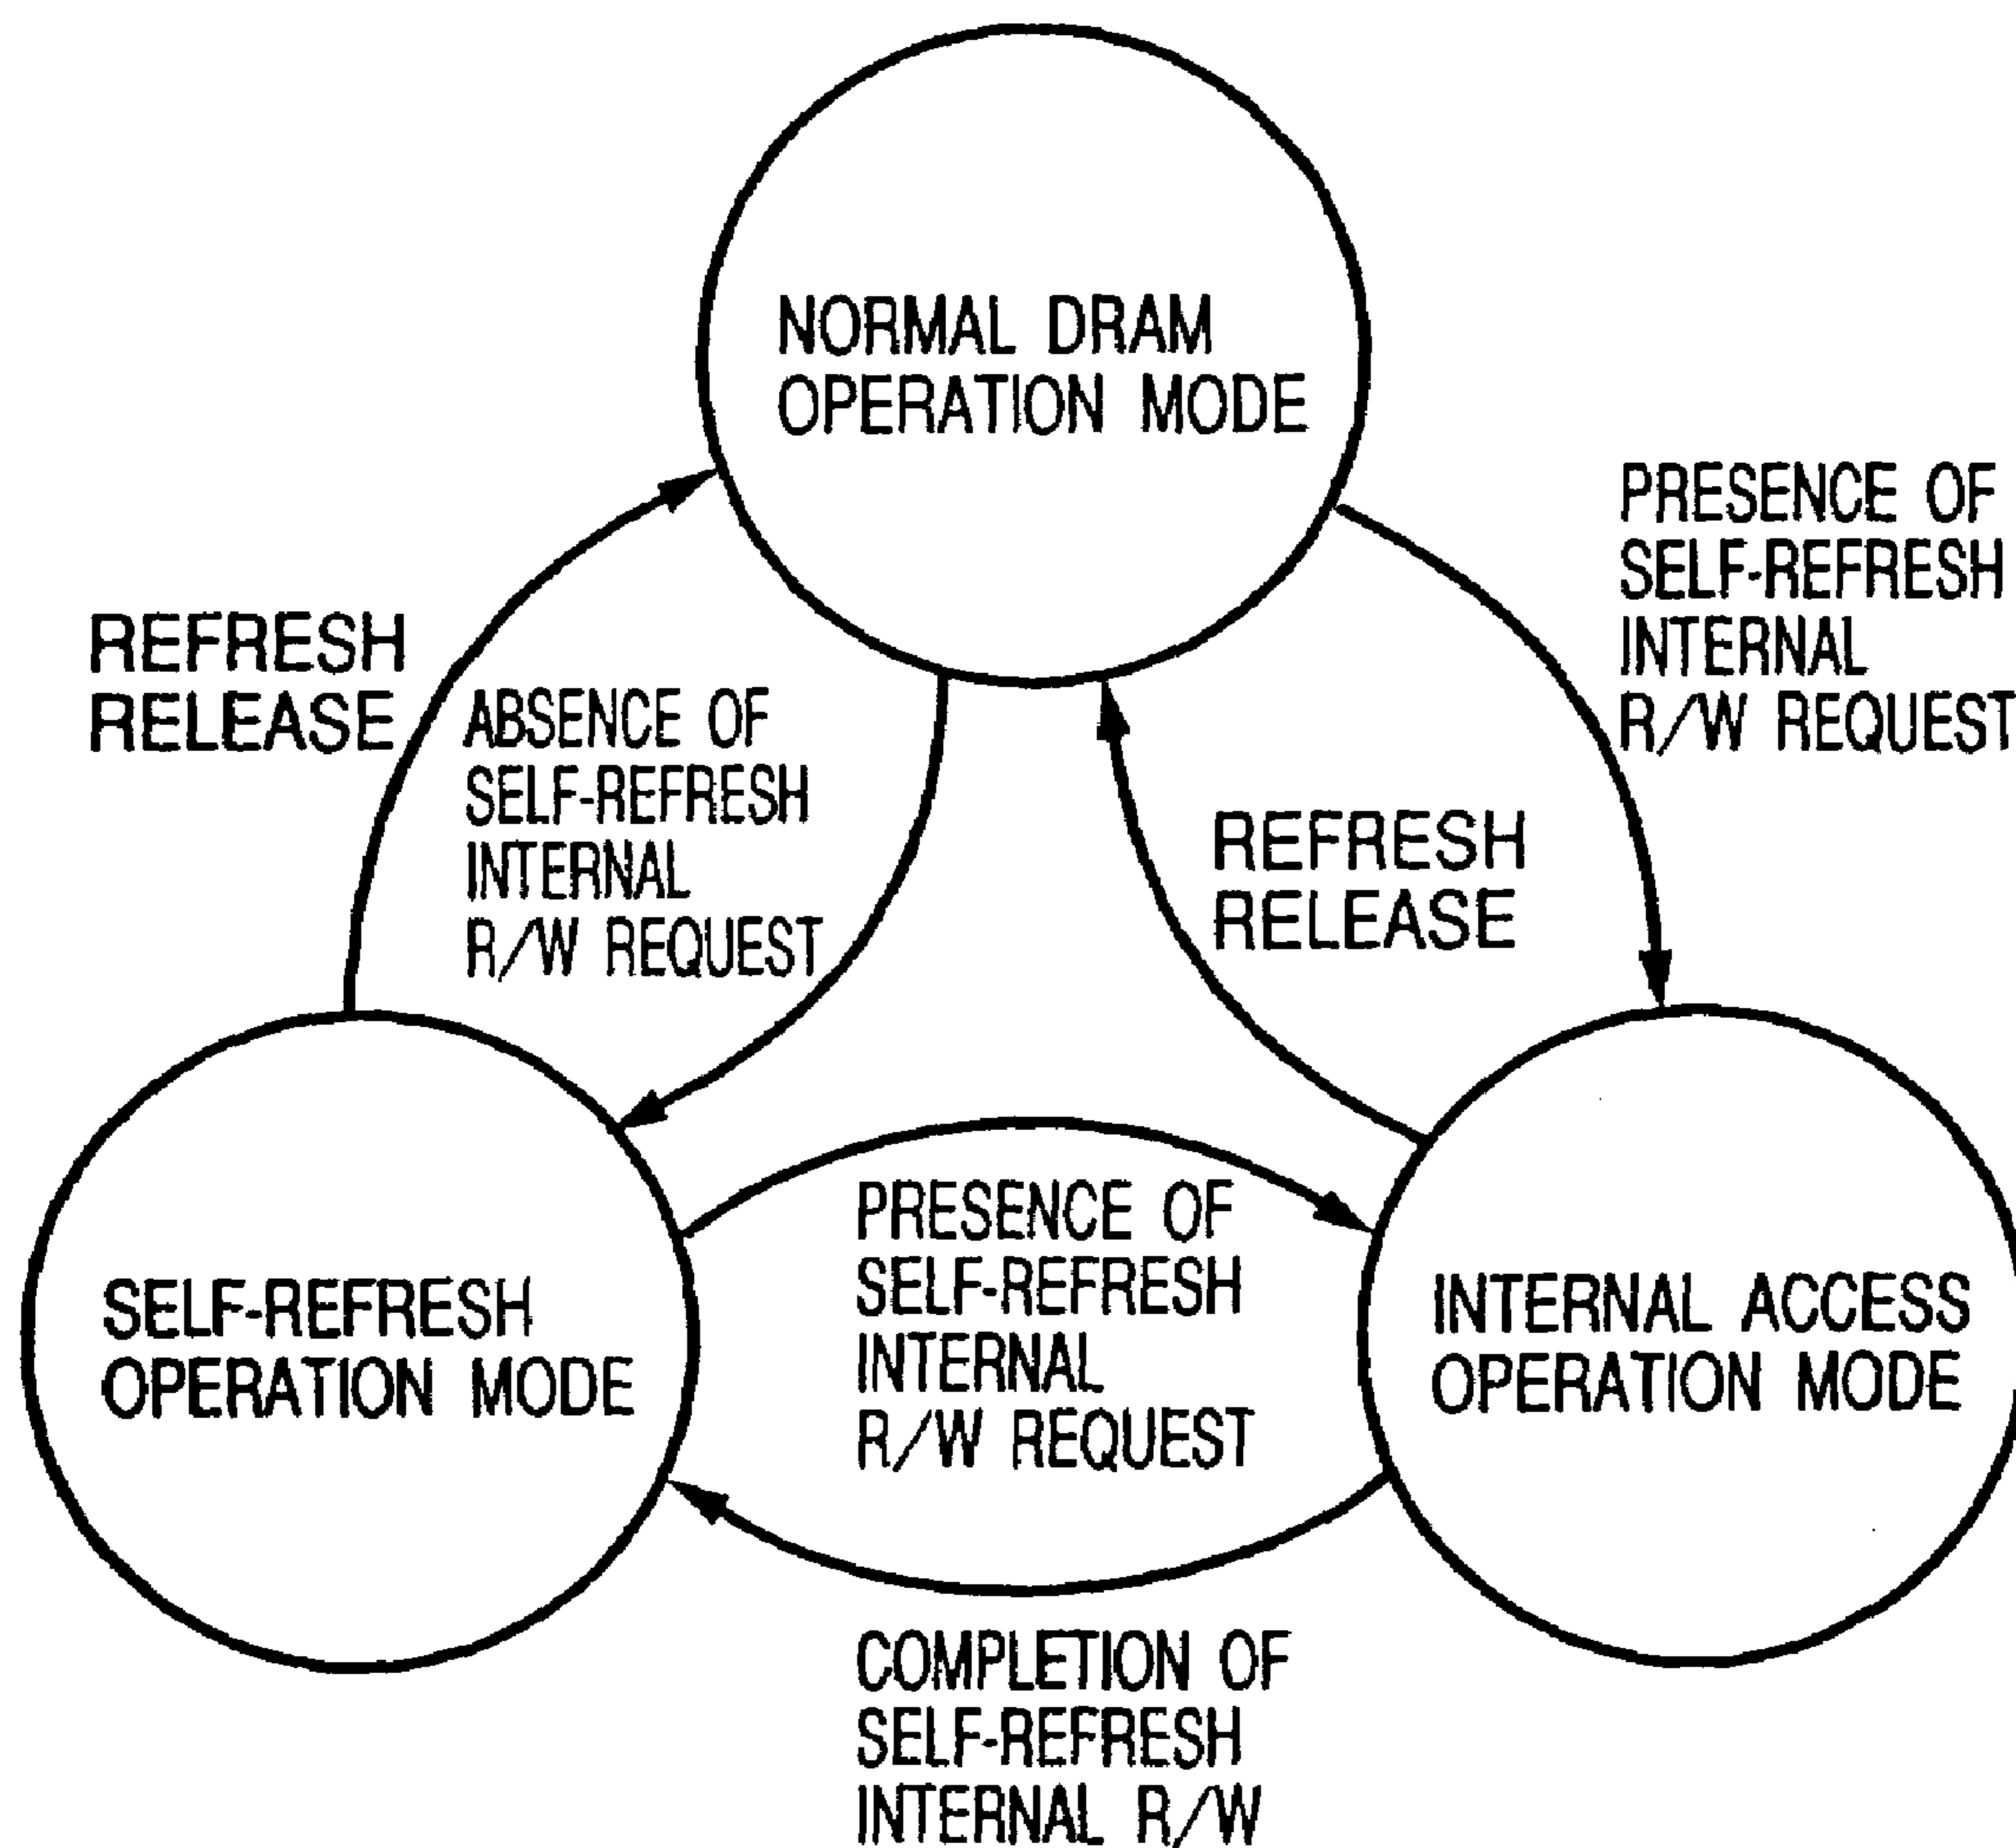 NORMAL DRAM
OPERATION MODE
PRESENCE OF
SELF-REFRESH
INTERNAL
R/W REQUEST
REFRESH
RELEASE
ABSENCE OF
SELF-REFRESH
INTERNAL
R/W REQUEST
REFRESH
RELEASE
PRESENCE OF
SELF-REFRESH
INTERNAL
R/W REQUEST
SELF-REFRESH
OPERATION MODE
INTERNAL ACCESS
OPERATION MODE
COMPLETION OF
SELF-REFRESH
INTERNAL R/W